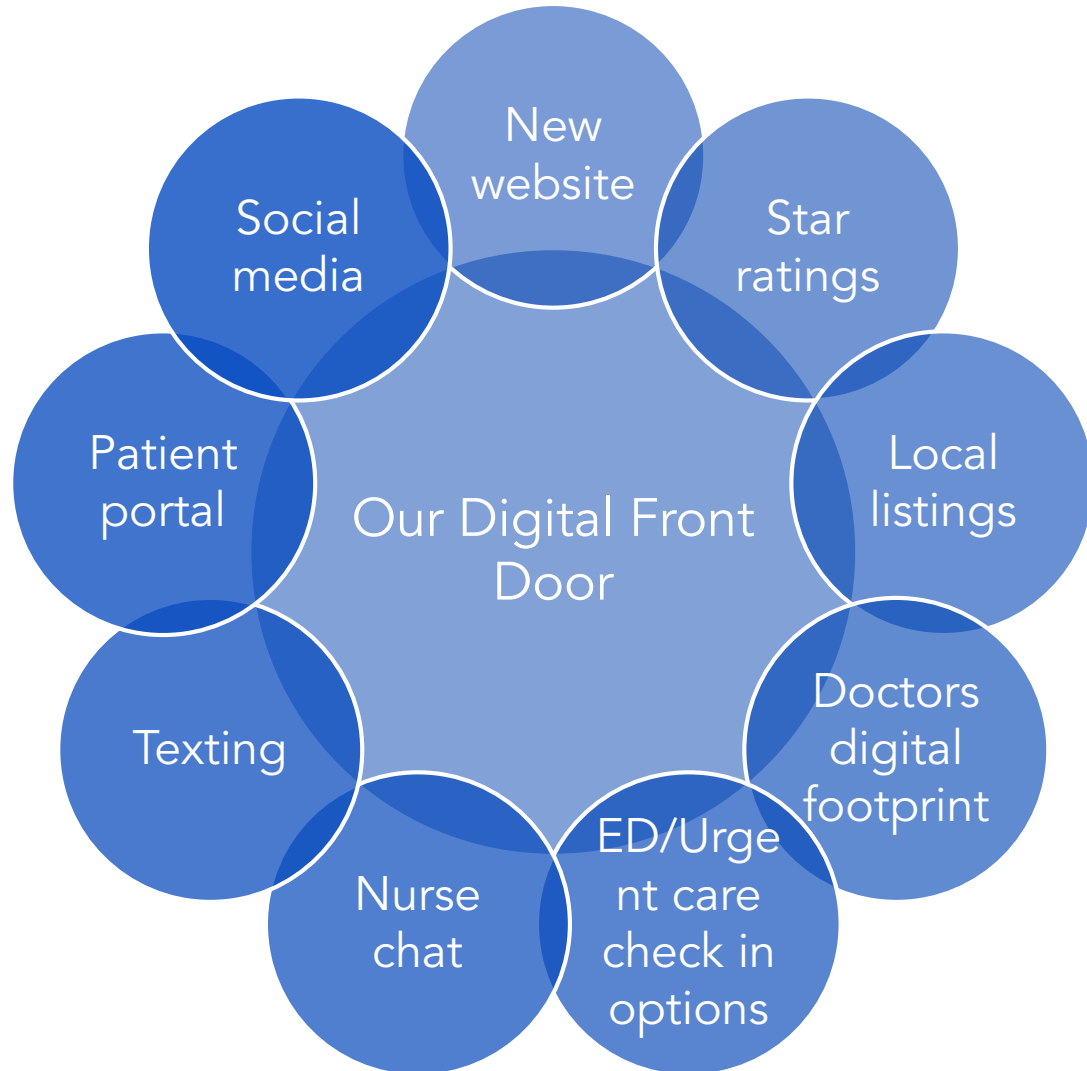 New
website
Star
ratings
Local
listings
Doctors
digital
footprint
ED/Urge
nt care
check in
options
Nurse
chat
Texting
Patient
portal
Social
media
Our Digital Front
Door